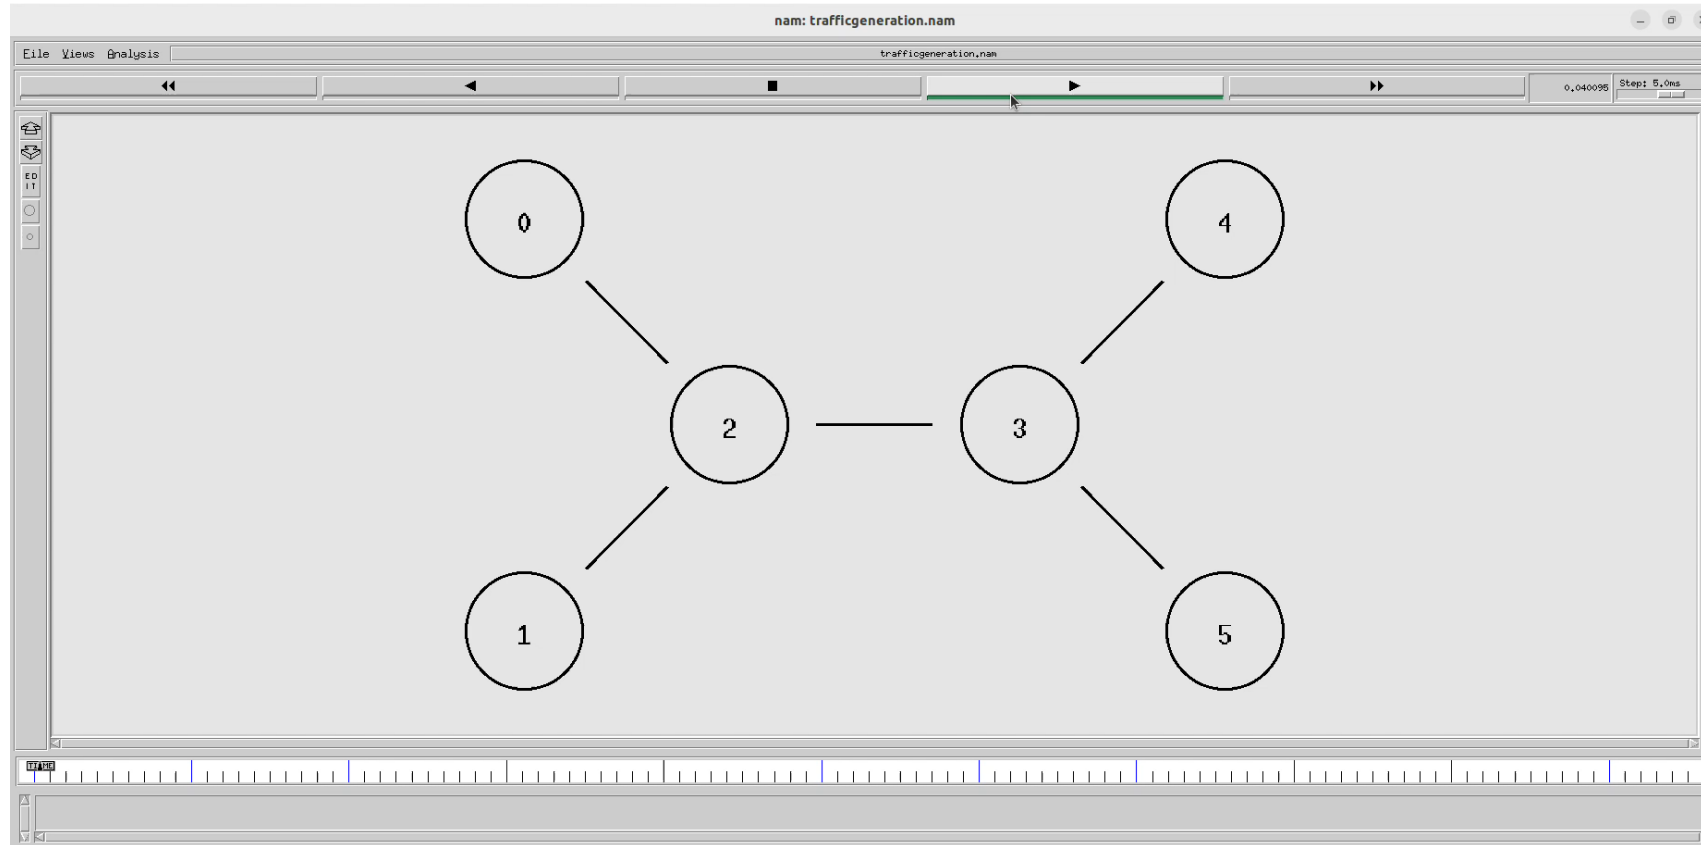 nam: trafficgeneration.nam
File Views Analysis trafficgeneration.nam
0.040095 Step: 5.0ms
ED
IT
0 4
2 3
1 5
TIME